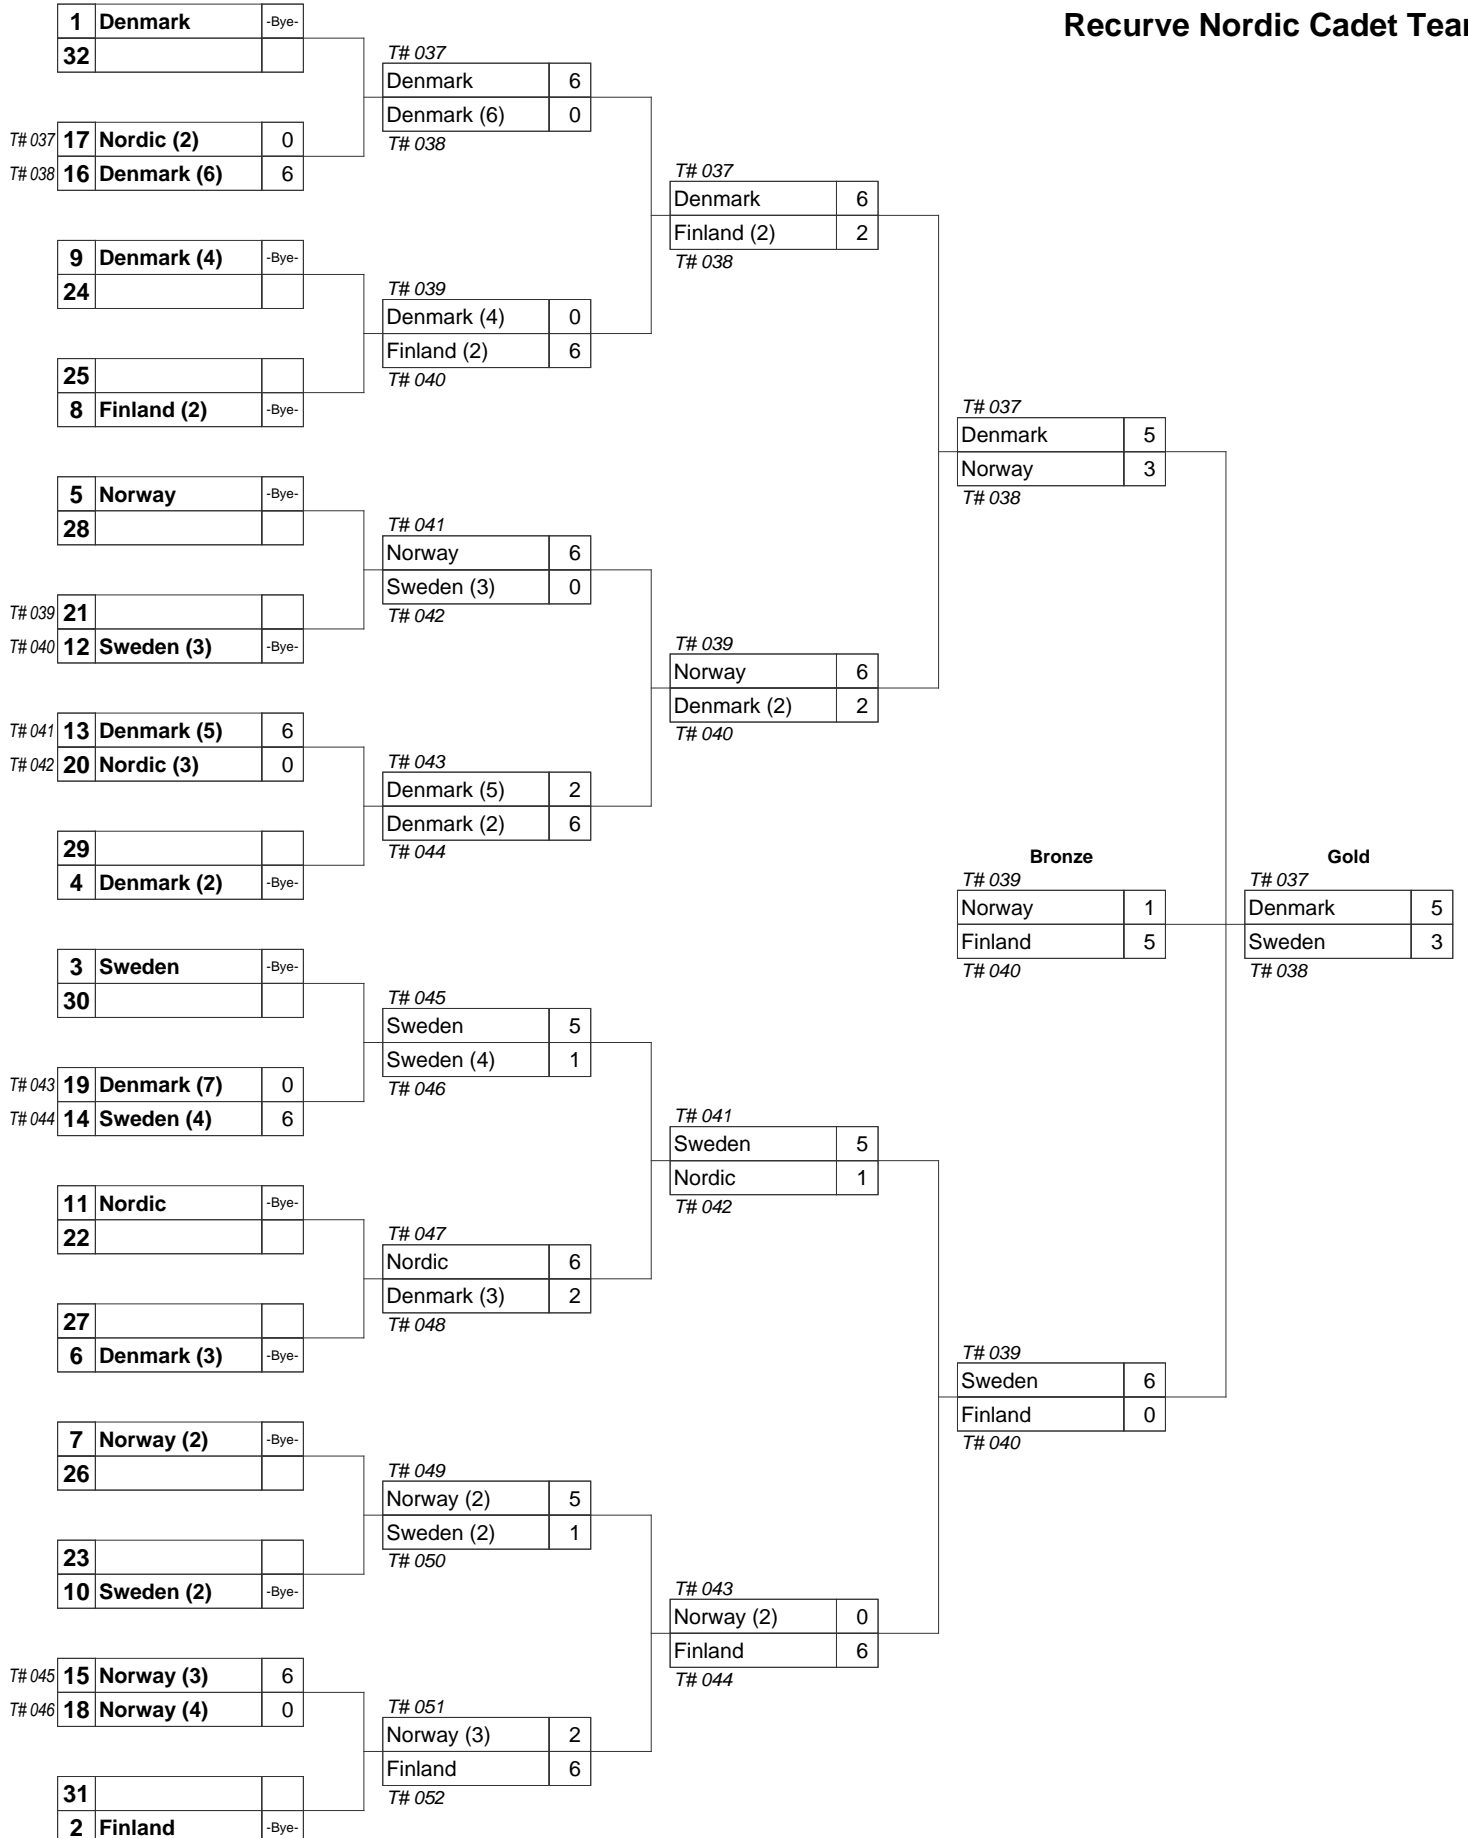 Recurve Nordic Cadet Tear
1 Denmark -Bye-
32
T# 037
Denmark 6
Denmark (6) 0
T# 038
T# 037 17 Nordic (2) 0
T# 038 16 Denmark (6) 6
T# 037
Denmark 6
Finland (2) 2
T# 038
9 Denmark (4) -Bye-
24
T# 039
Denmark (4) 0
Finland (2) 6
T# 040
25
8 Finland (2) -Bye-
T# 037
Denmark 5
Norway 3
T# 038
5 Norway -Bye-
28
T# 041
Norway 6
Sweden (3) 0
T# 042
T# 039 21
T# 040 12 Sweden (3) -Bye-
T# 039
Norway 6
Denmark (2) 2
T# 040
T# 041 13 Denmark (5) 6
T# 042 20 Nordic (3) 0
T# 043
Denmark (5) 2
Denmark (2) 6
T# 044
29
4 Denmark (2) -Bye-
Bronze
T# 039
Norway 1
Finland 5
T# 040
Gold
T# 037
Denmark 5
Sweden 3
T# 038
3 Sweden -Bye-
30
T# 045
Sweden 5
Sweden (4) 1
T# 046
T# 043 19 Denmark (7) 0
T# 044 14 Sweden (4) 6
T# 041
Sweden 5
Nordic 1
T# 042
11 Nordic -Bye-
22
T# 047
Nordic 6
Denmark (3) 2
T# 048
27
6 Denmark (3) -Bye-
T# 039
Sweden 6
Finland 0
T# 040
7 Norway (2) -Bye-
26
T# 049
Norway (2) 5
Sweden (2) 1
T# 050
23
10 Sweden (2) -Bye-
T# 043
Norway (2) 0
Finland 6
T# 044
T# 045 15 Norway (3) 6
T# 046 18 Norway (4) 0
T# 051
Norway (3) 2
Finland 6
T# 052
31
2 Finland -Bye-